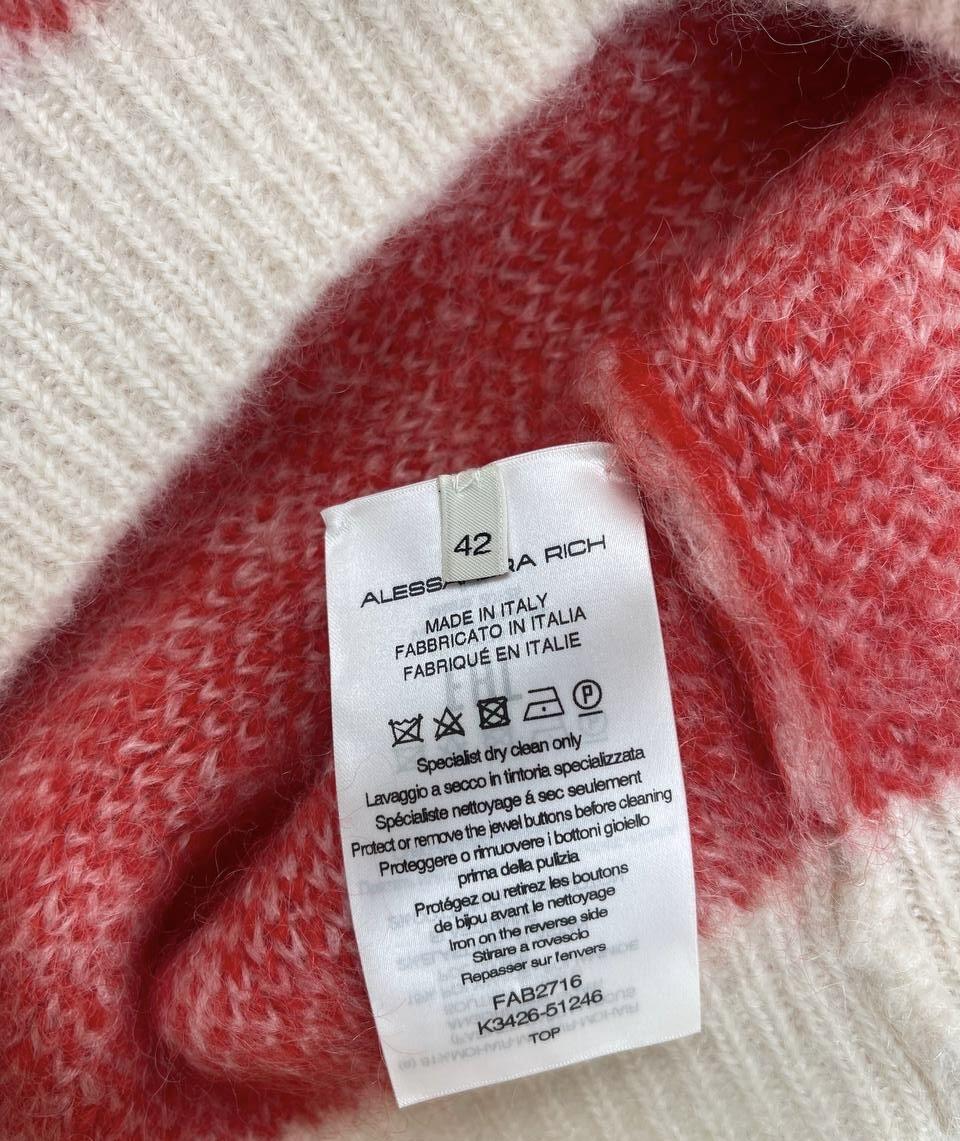 42
ALESSANDRA RICH
MADE IN ITALY
FABBRICATO IN ITALIA
FABRIQUÉ EN ITALIE
P
Specialist dry clean only
Lavaggio a secco in tintoria specializzata
Spécialiste nettoyage á sec seulement
Protect or remove the jewel buttons before cleaning
Proteggere o rimuovere i bottoni gioiello
prima della pulizia
Protégez ou retirez les boutons
de bijou avant le nettoyage
Iron on the reverse side
Stirare a rovescio
Repasser sur l'envers
FAB2716
K3426-51246
TOP